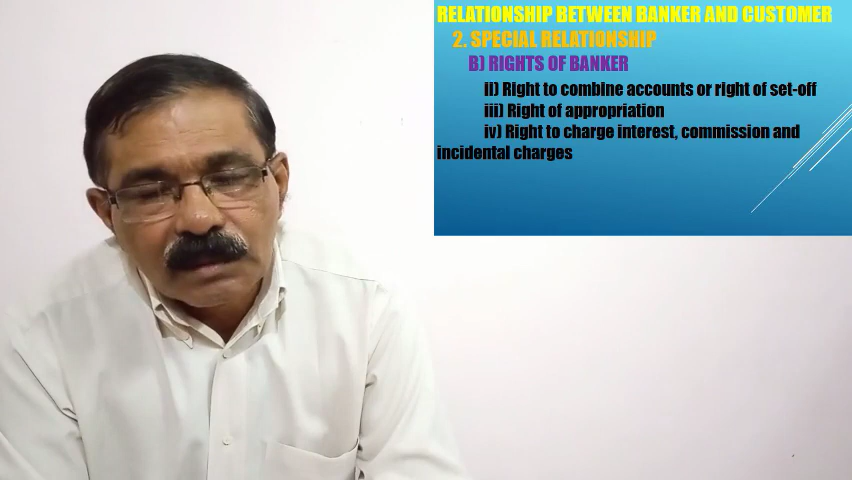 RELATIONSHIP BETWEEN BANKER AND CUSTOMER
2. SPECIAL RELATIONSHIP
B) RIGHTS OF BANKER
ii) Right to combine accounts or right of set-off
iii) Right of appropriation
iv) Right to charge interest, commission and
incidental charges